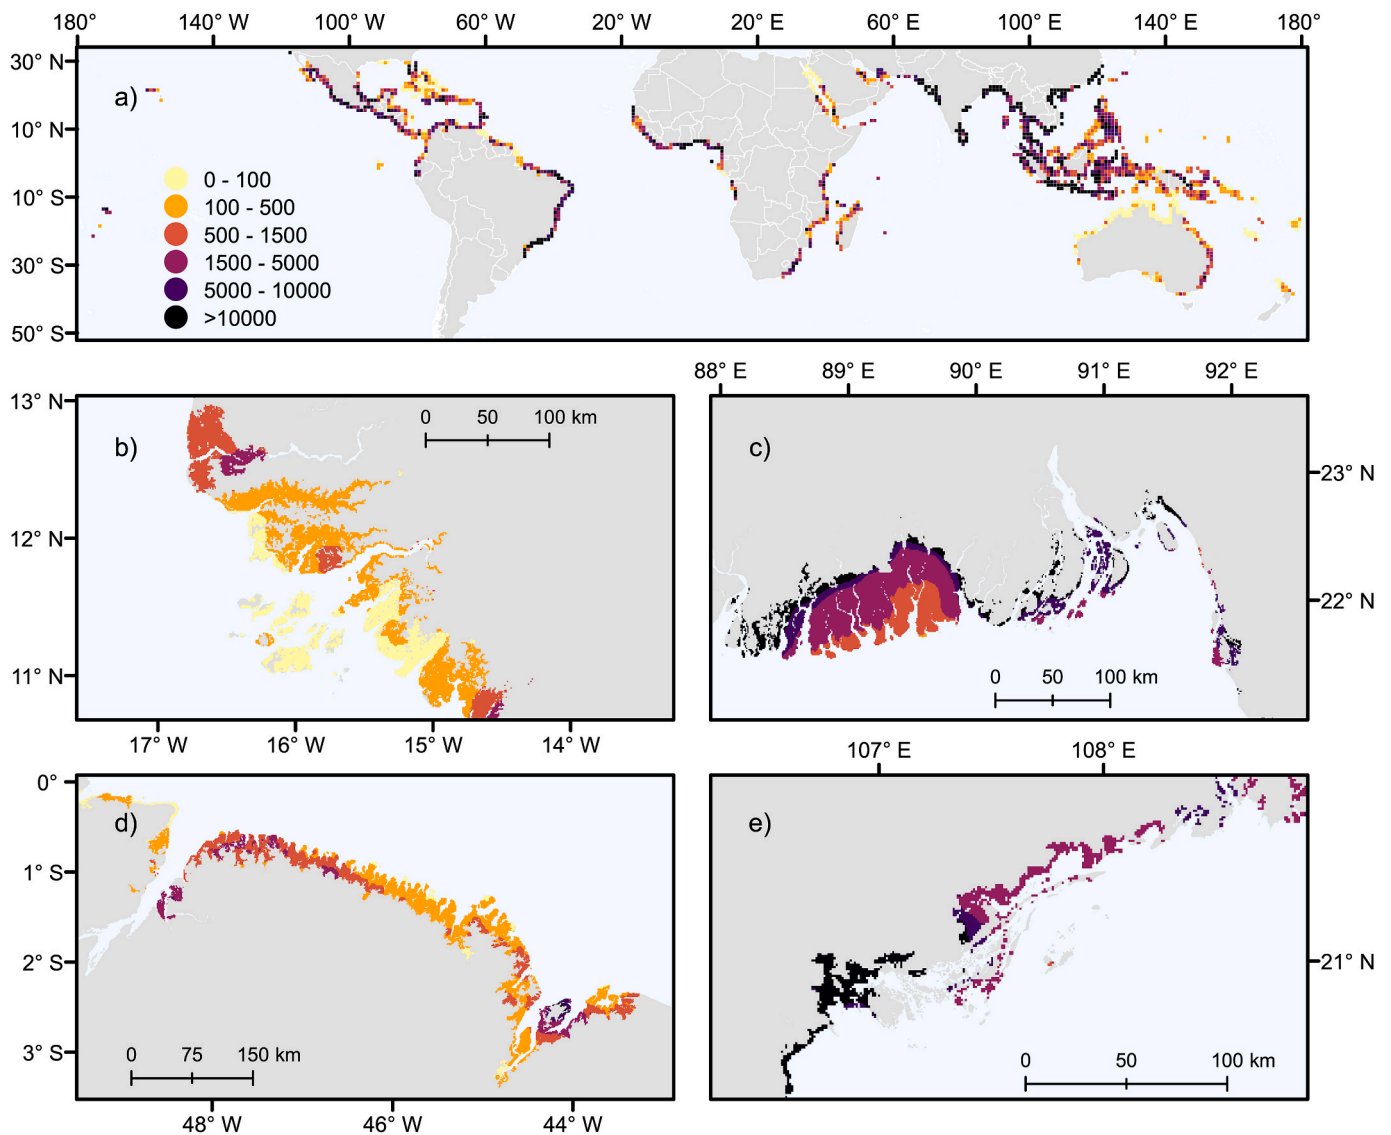 180° 140° W 100° W 60° W 20° W 20° E 60° E 100° E 140° E 180°
30° N
a)
10° N
0 - 100
10° S
100 - 500
500 - 1500
30° S
1500 - 5000
5000 - 10000
>10000
50° S
88° E 89° E 90° E 91° E 92° E
13° N
b)
0 50 100 km
12° N
11° N
17° W 16° W 15° W 14° W
c)
23° N
22° N
0 50 100 km
107° E 108° E
0°
d)
1° S
2° S
3° S
0 75 150 km
48° W 46° W 44° W
e)
21° N
0 50 100 km